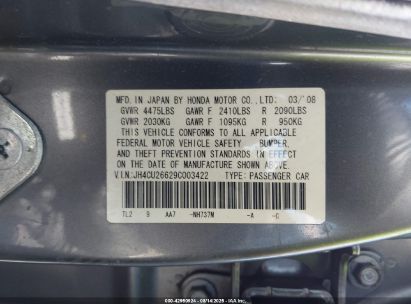 MFD. IN JAPAN BY HONDA MOTOR CO., LTD: 03/'08
GVWR 4475LBS GAWR F 2410LBS R 2090LBS
GVWR 2030KG GAWR F 1095KG R 950KG
THIS VEHICLE CONFORMS TO ALL APPLICABLE
FEDERAL MOTOR VEHICLE SAFETY BUMPER,
AND THEFT PREVENTION STANDARDS IN EFFECT
ON THE DATE OF MANUFACTURE SHOWN ABOVE.
V.I.N: JH4CU26629C003422 TYPE: PASSENGER CAR
TL2 9 AA7 -NH737M -A -C